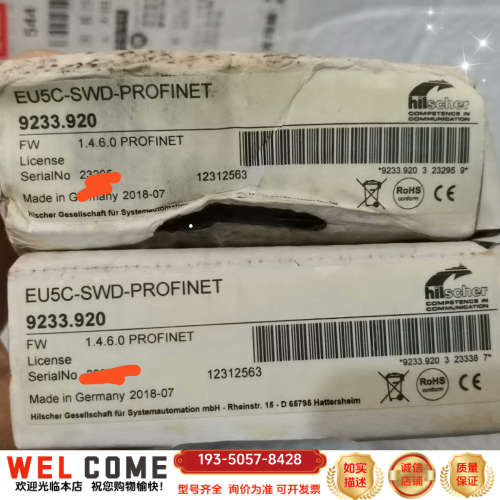 544
EU5C-SWD-PROFINET
9233.920
FW 1.4.6.0 PROFINET
License
SerialNo 12312563
*9233.920 3 23295 9*
Made in Germany 2018-07
Hilscher Gesellschaft für Systemautomation
hilscher
COMPETENCE IN
COMMUNICATION
RoHS
conform
CE
EU5C-SWD-PROFINET
9233.920
FW 1.4.6.0 PROFINET
License
SerialNo 12312563
*9233.920 3 23338 7*
Made in Germany 2018-07
Hilscher Gesellschaft für Systemautomation mbH - Rheinstr. 15 - D 65795 Hattersheim
hilscher
COMPETENCE IN
COMMUNICATION
RoHS
conform
CE
WEL COME
欢迎光临本店 祝您购物愉快!
193-5057-8428
型号齐全 询价为准 可开发票
如实
描述
诚信
店铺
质量
保证